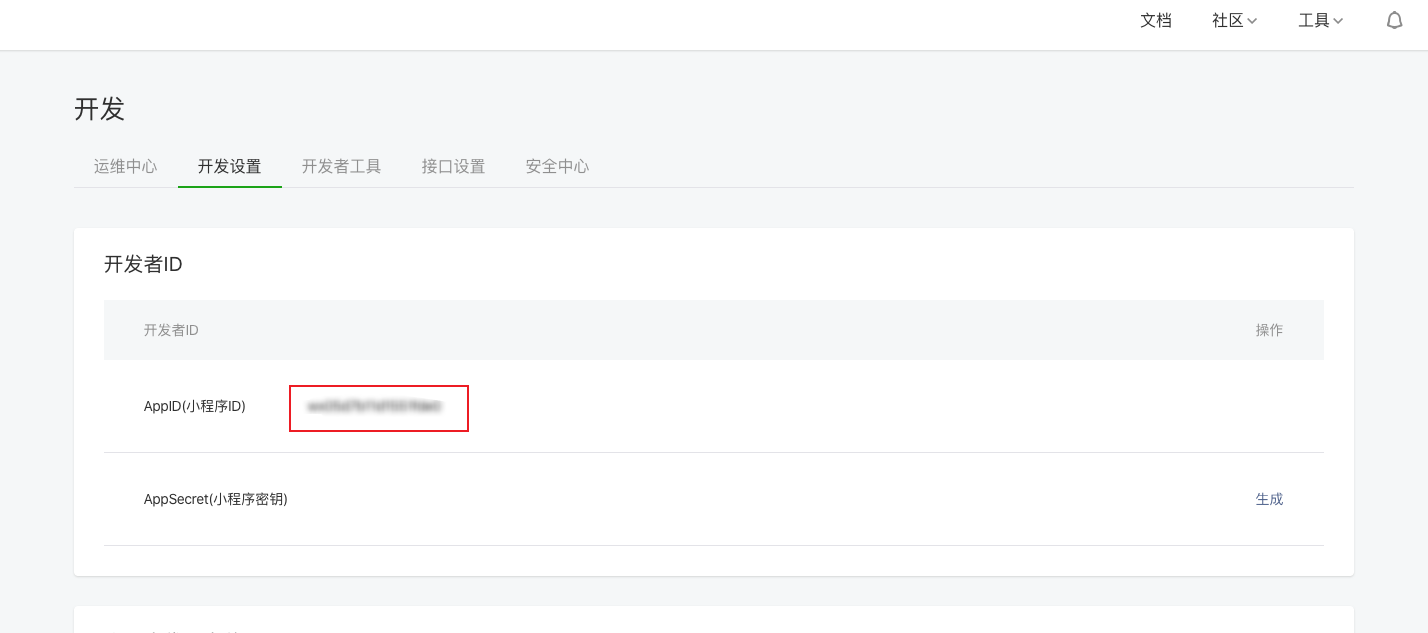 文档 社区 工具
开发
运维中心 开发设置 开发者工具 接口设置 安全中心
开发者ID
开发者ID 操作
AppID(小程序ID)
AppSecret(小程序密钥) 生成